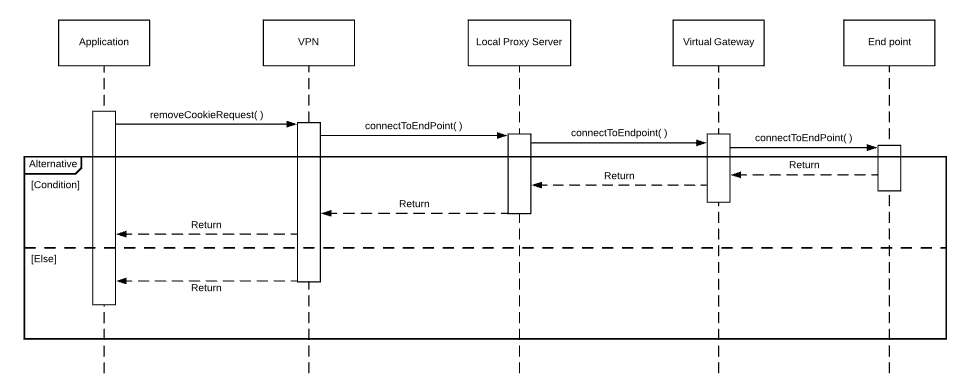 Application
VPN
Local Proxy Server
Virtual Gateway
End point
removeCookieRequest( )
connectToEndPoint( )
connectToEndpoint( )
connectToEndPoint( )
Alternative
Return
Return
[Condition]
Return
Return
[Else]
Return